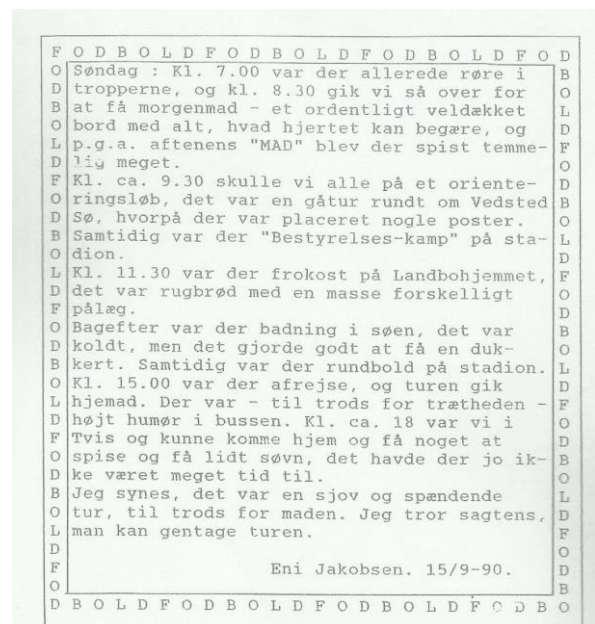 F O D B O L D F O D B O L D F O D B O L D F O D
O D B O L D F O D B O L D F O D B O L D F O D B O L D F O
Søndag : Kl. 7.00 var der allerede røre i
tropperne, og kl. 8.30 gik vi så over for
at få morgenmad - et ordentligt veldækket
bord med alt, hvad hjertet kan begære, og
p.g.a. aftenens "MAD" blev der spist temme-
lig meget.
Kl. ca. 9.30 skulle vi alle på et oriente-
ringsløb, det var en gåtur rundt om Vedsted
Sø, hvorpå der var placeret nogle poster.
Samtidig var der "Bestyrelses-kamp" på sta-
dion.
Kl. 11.30 var der frokost på Landbohjemmet,
det var rugbrød med en masse forskelligt
pålæg.
Bagefter var der badning i søen, det var
koldt, men det gjorde godt at få en duk-
kert. Samtidig var der rundbold på stadion.
Kl. 15.00 var der afrejse, og turen gik
hjemad. Der var - til trods for trætheden -
højt humør i bussen. Kl. ca. 18 var vi i
Tvis og kunne komme hjem og få noget at
spise og få lidt søvn, det havde der jo ik-
ke været meget tid til.
Jeg synes, det var en sjov og spændende
tur, til trods for maden. Jeg tror sagtens,
man kan gentage turen.
Eni Jakobsen. 15/9-90.
B O L D F O D B O L D F O D B O L D F O D B O L D F O D B
D B O L D F O D B O L D F O D B O L D F O D B O